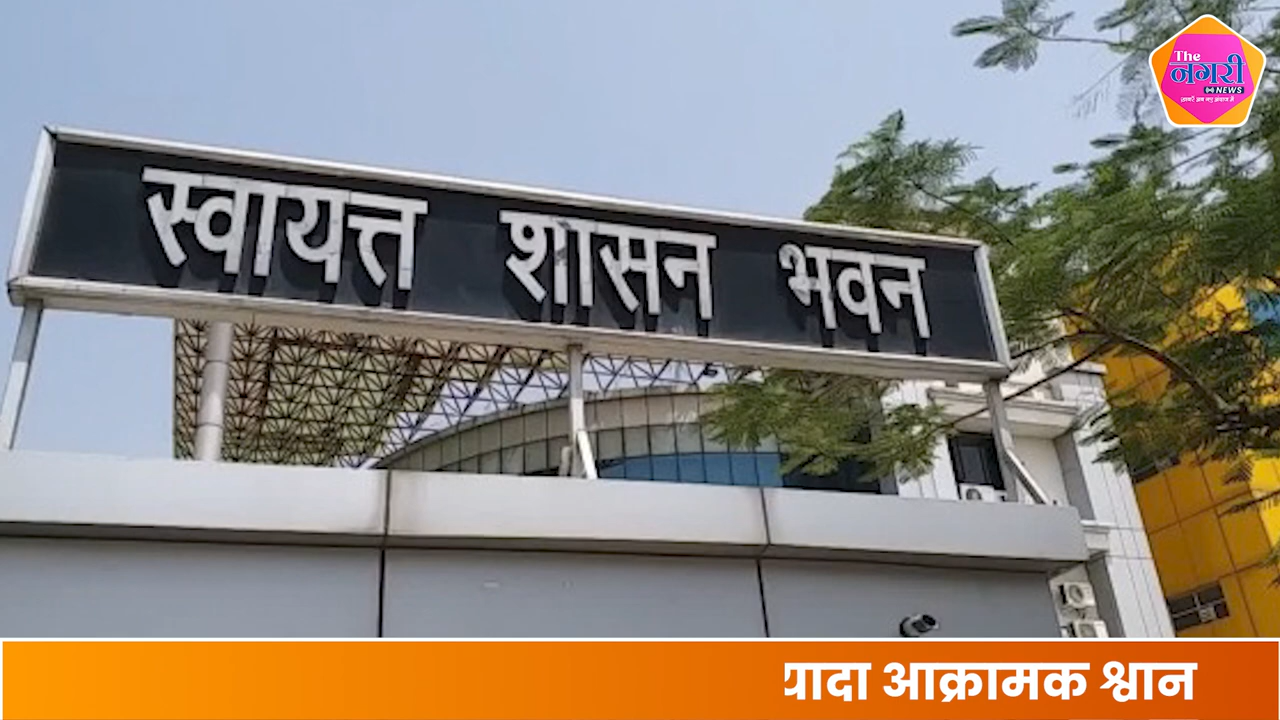 The
नगरी
NEWS
स्वायत्त शासन भवन
यादा आक्रामक श्वान